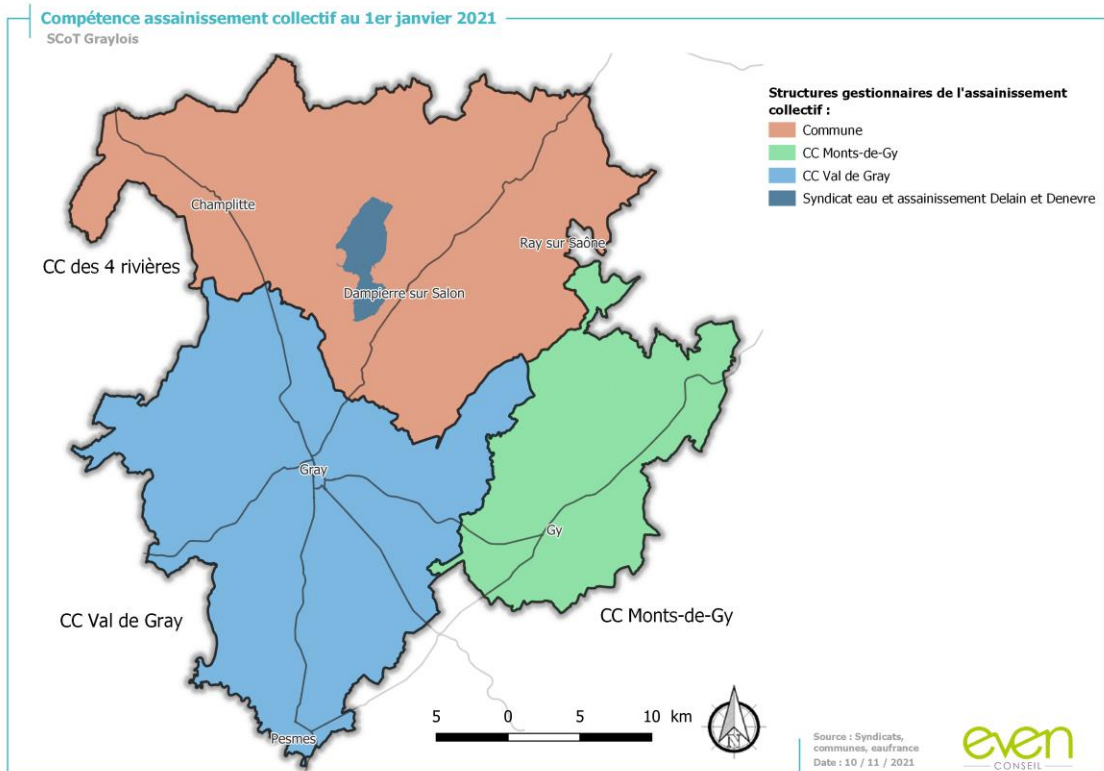 Compétence assainissement collectif au 1er janvier 2021
SCoT Graylois
Structures gestionnaires de l'assainissement
collectif :
Commune
CC Monts-de-Gy
CC Val de Gray
Syndicat eau et assainissement Delain et Denevre
Champlitte
Ray sur Saône
CC des 4 rivières
Dampierre sur Salon
Gray
Gy
CC Val de Gray
CC Monts-de-Gy
Pesmes
5 0 5 10 km
N
Source : Syndicats,
communes, eaufrance
Date : 10 / 11 / 2021
even
CONSEIL